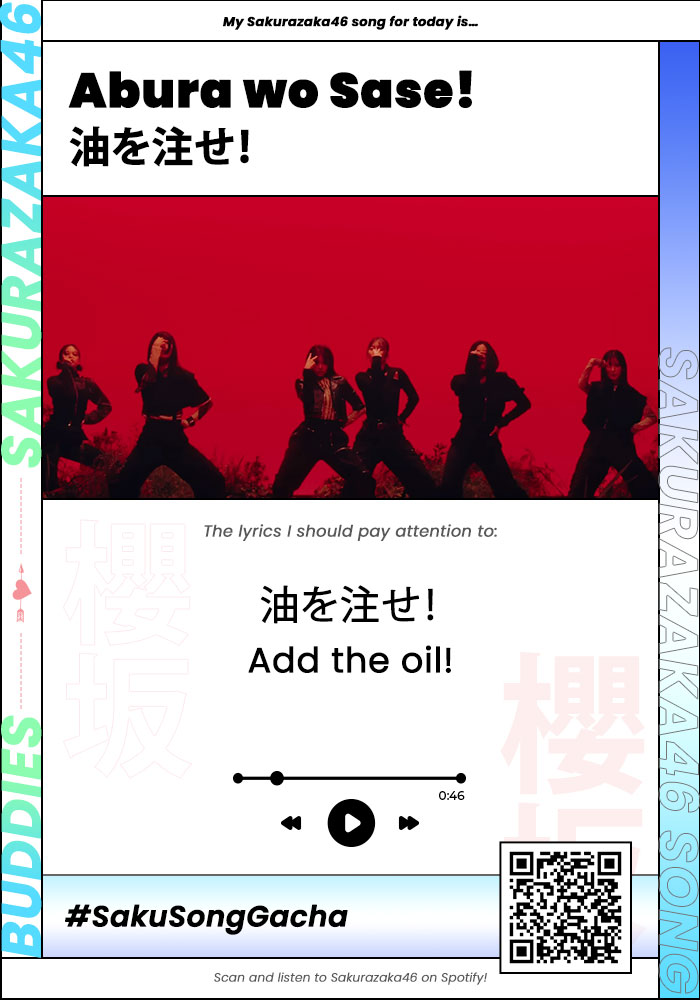 My Sakurazaka46 song for today is...
Abura wo Sase!
油を注せ!
The lyrics I should pay attention to:
油を注せ!
Add the oil!
0:46
#SakuSongGacha
Scan and listen to Sakurazaka46 on Spotify!
BUDDIES
SAKURAZAKA46
SAKURAZAKA46 SONG
櫻坂
櫻坂